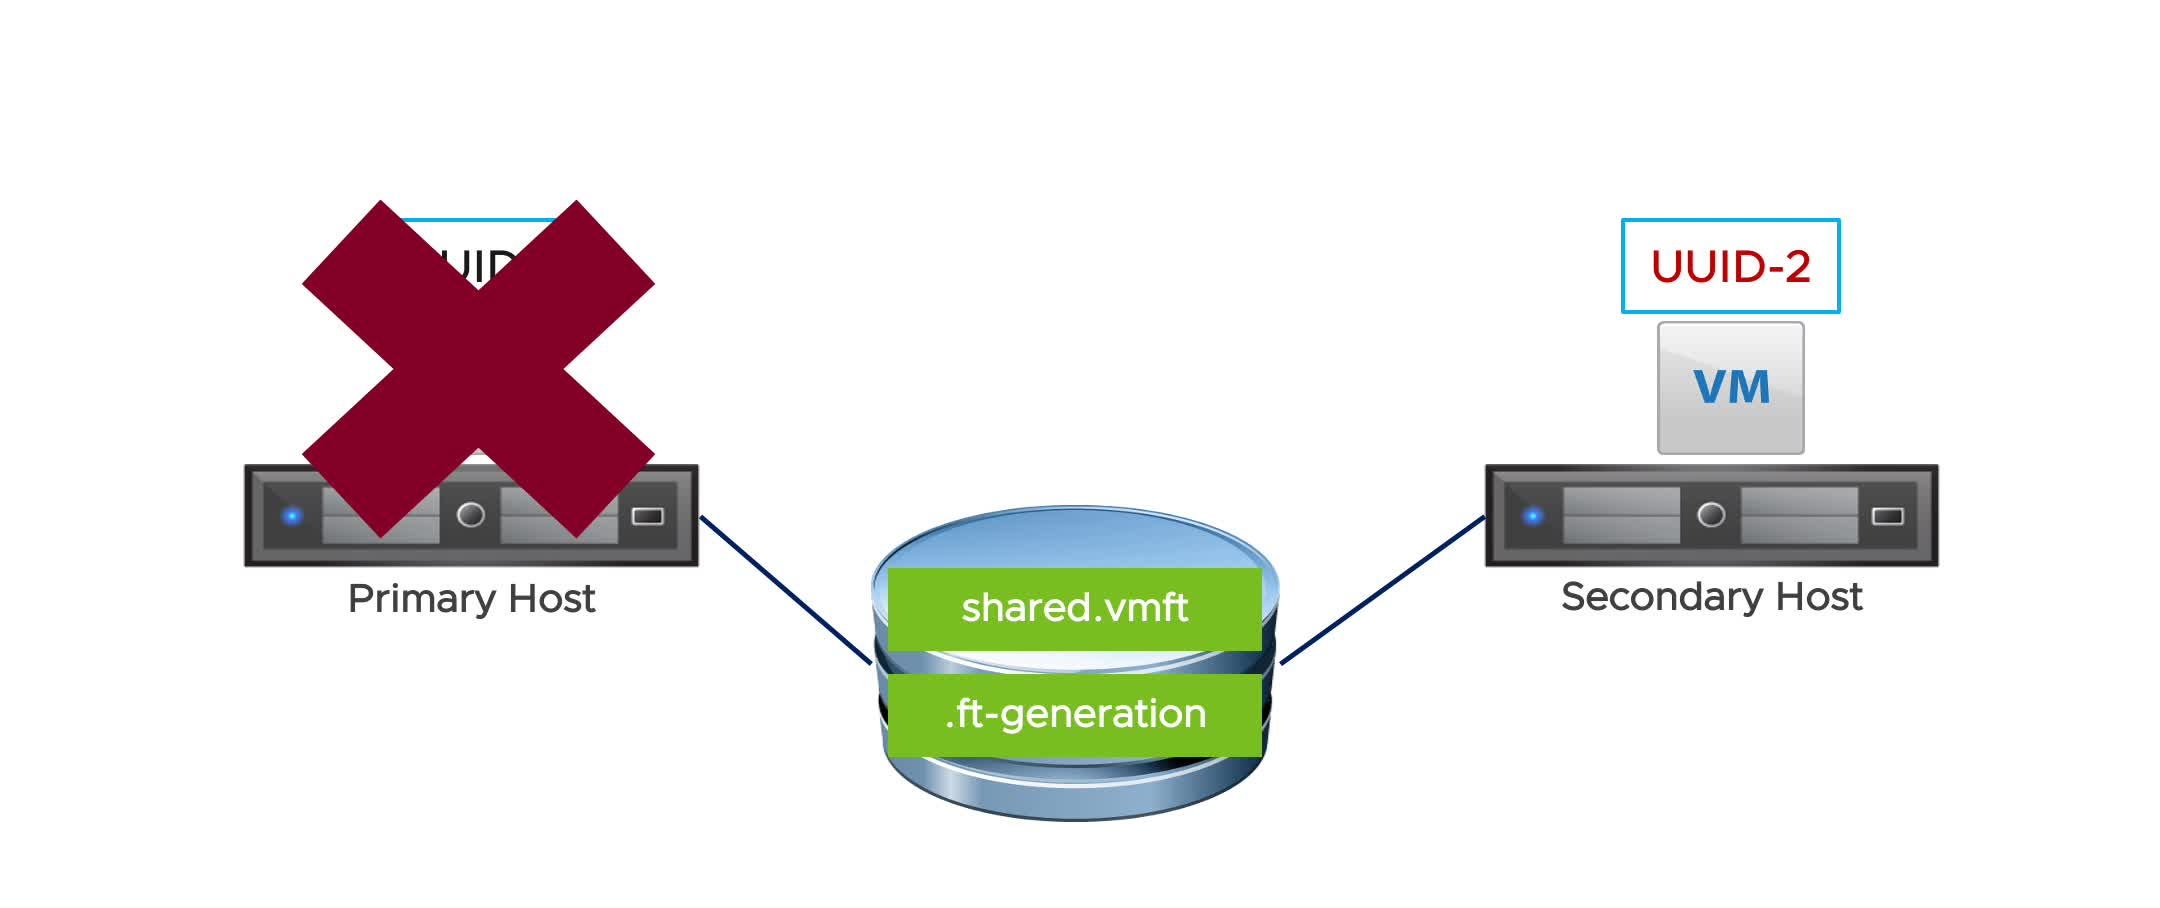 UUID-2
VM
Primary Host
Secondary Host
shared.vmft
.ft-generation